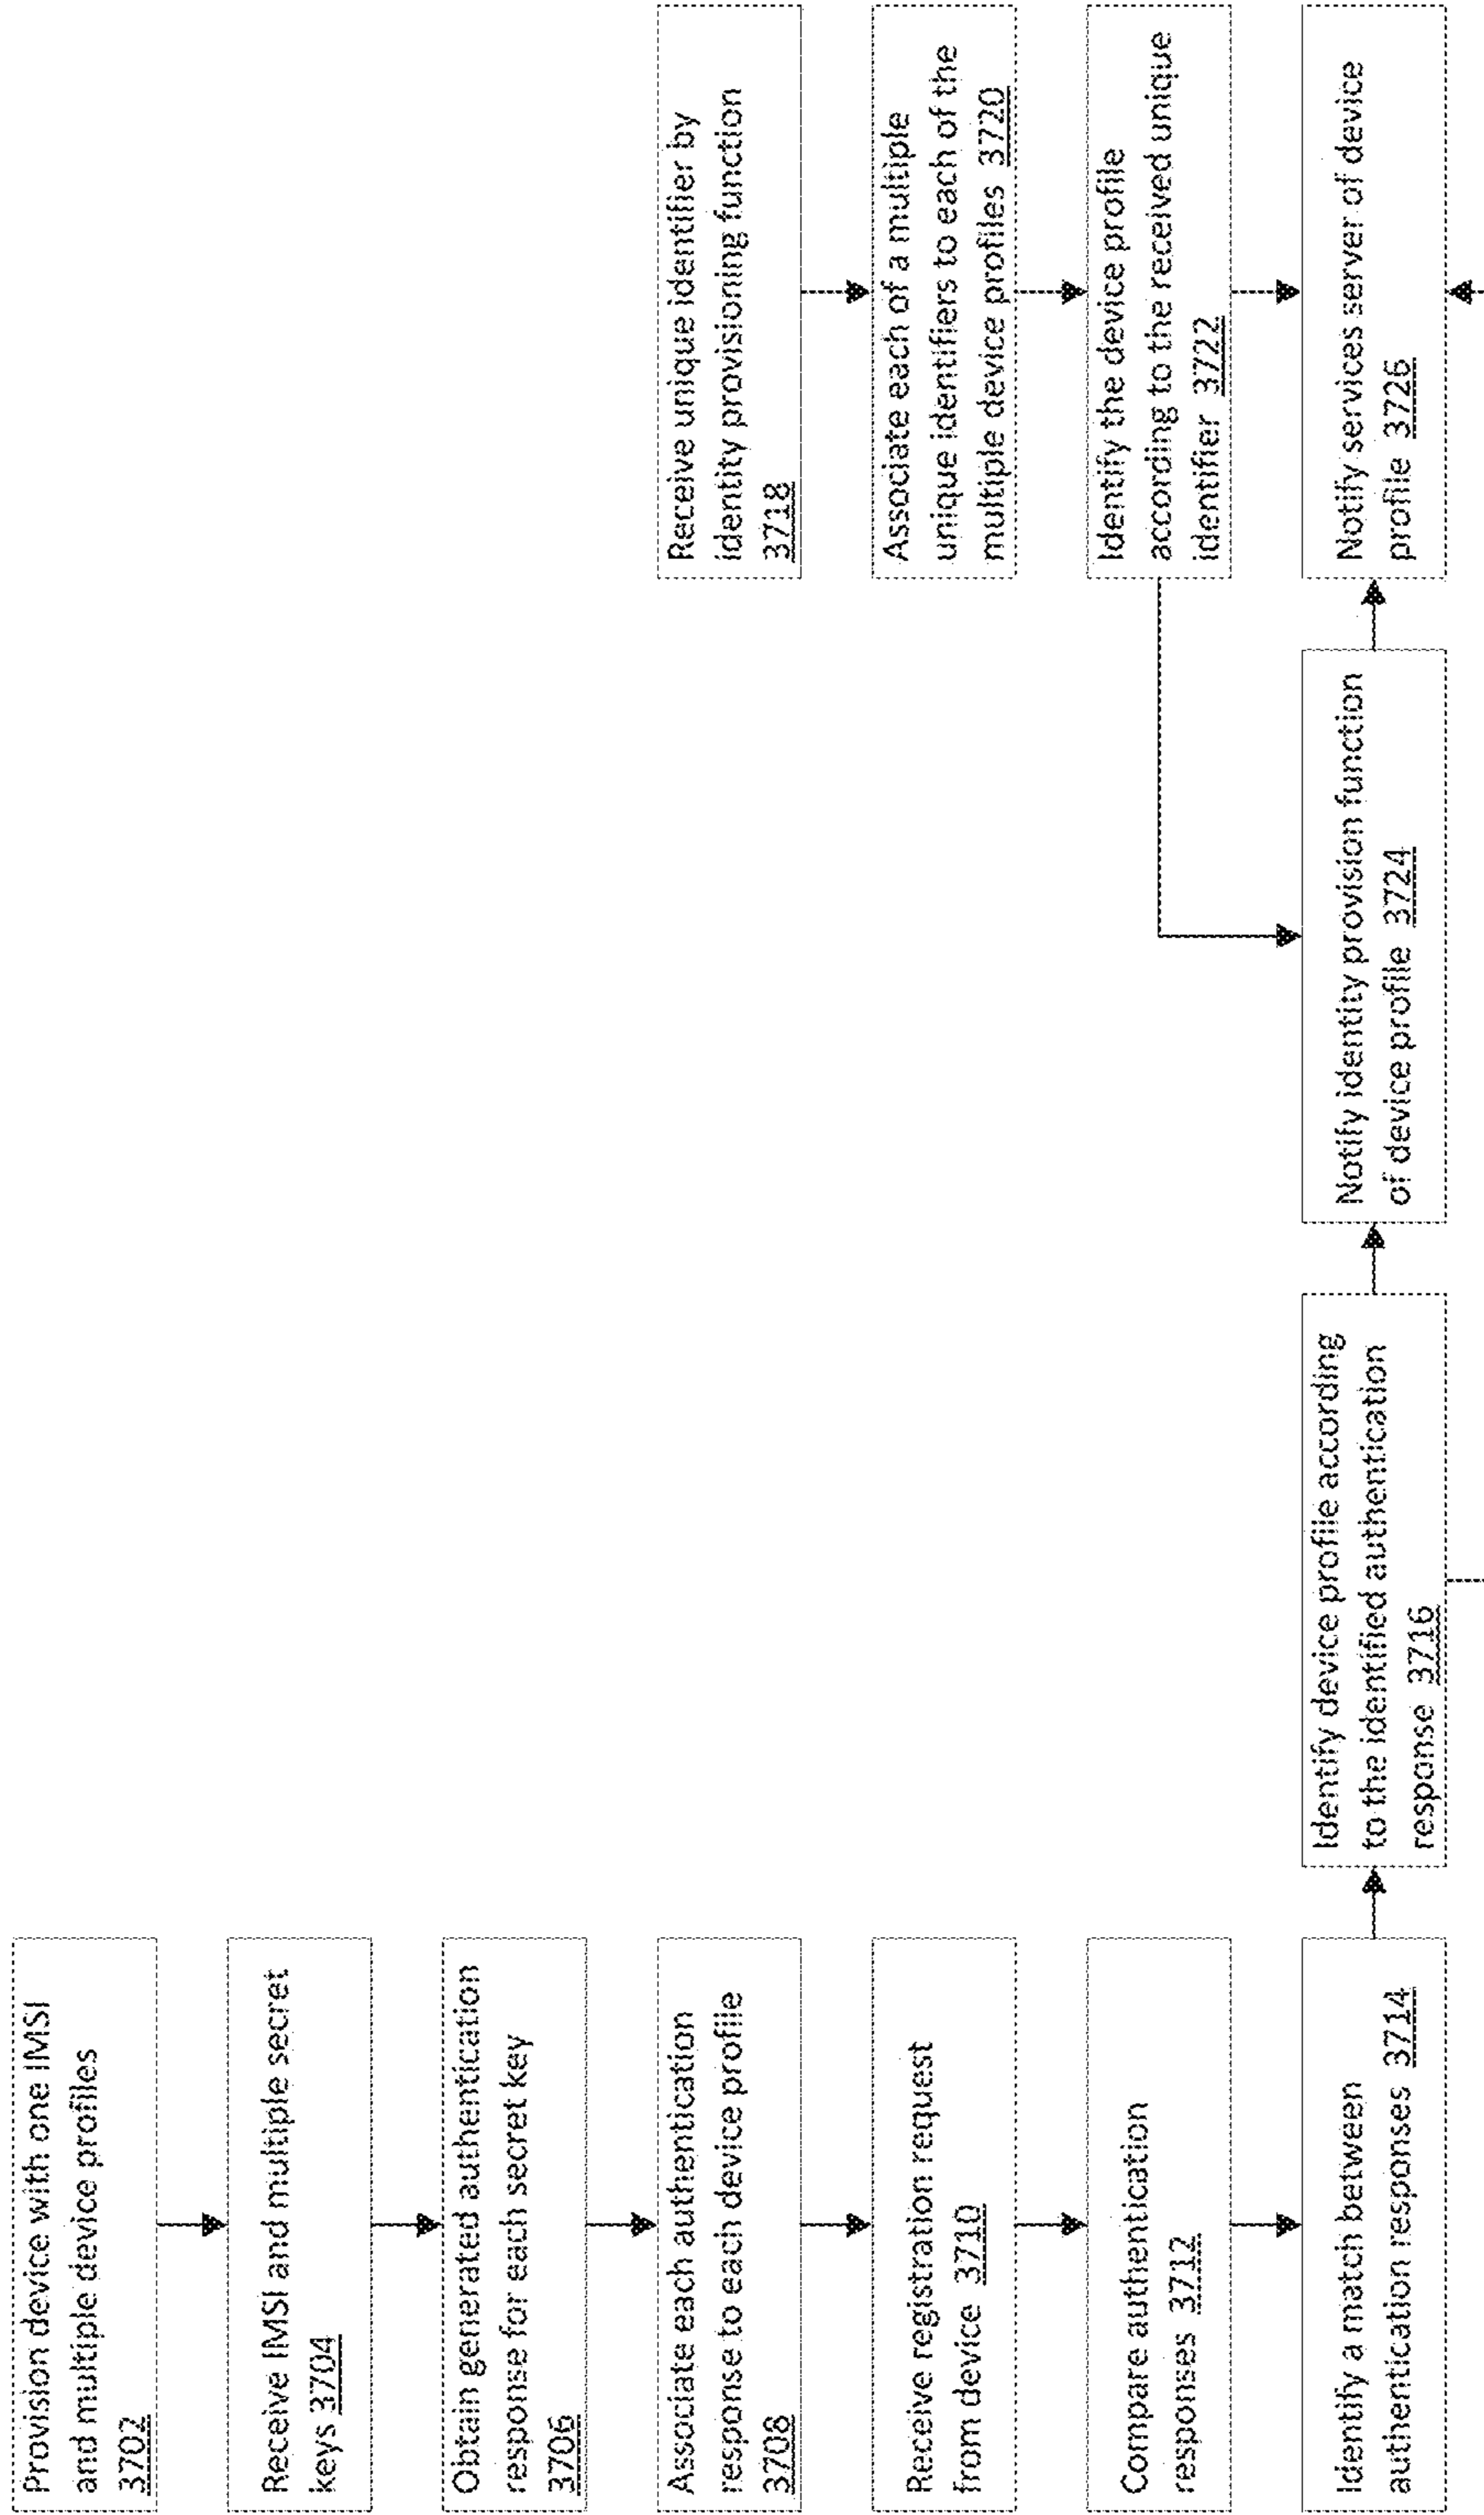 Provision device with one IMSI
and multiple device profiles
3702
Receive IMSI and multiple secret
keys 3704
Obtain generated authentication
response for each secret key
3706
Associate each authentication
response to each device profile
3708
Receive registration request
from device 3710
Compare authentication
responses 3712
Identify a match between
authentication responses 3714
Identify device profile according
to the identified authentication
response 3716
Receive unique identifier by
identity provisioning function
3718
Associate each of a multiple
unique identifiers to each of the
multiple device profiles 3720
Identify the device profile
according to the received unique
identifier 3722
Notify identity provision function
of device profile 3724
Notify services server of device
profile 3726